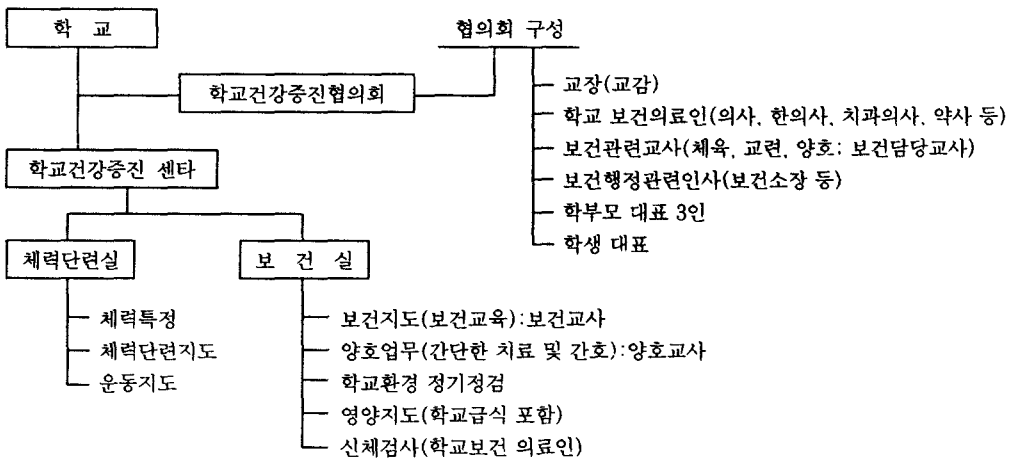 학 교
협의회 구성
학교건강증진협의회
교장(교감)
학교 보건의료인(의사, 한의사, 치과의사, 약사 등)
보건관련교사(체육, 교련, 양호: 보건담당교사)
보건행정관련인사(보건소장 등)
학부모 대표 3인
학생 대표
학교건강증진 센타
체력단련실
체력특정
체력단련지도
운동지도
보 건 실
보건지도(보건교육):보건교사
양호업무(간단한 치료 및 간호):양호교사
학교환경 정기정검
영양지도(학교급식 포함)
신체검사(학교보건 의료인)